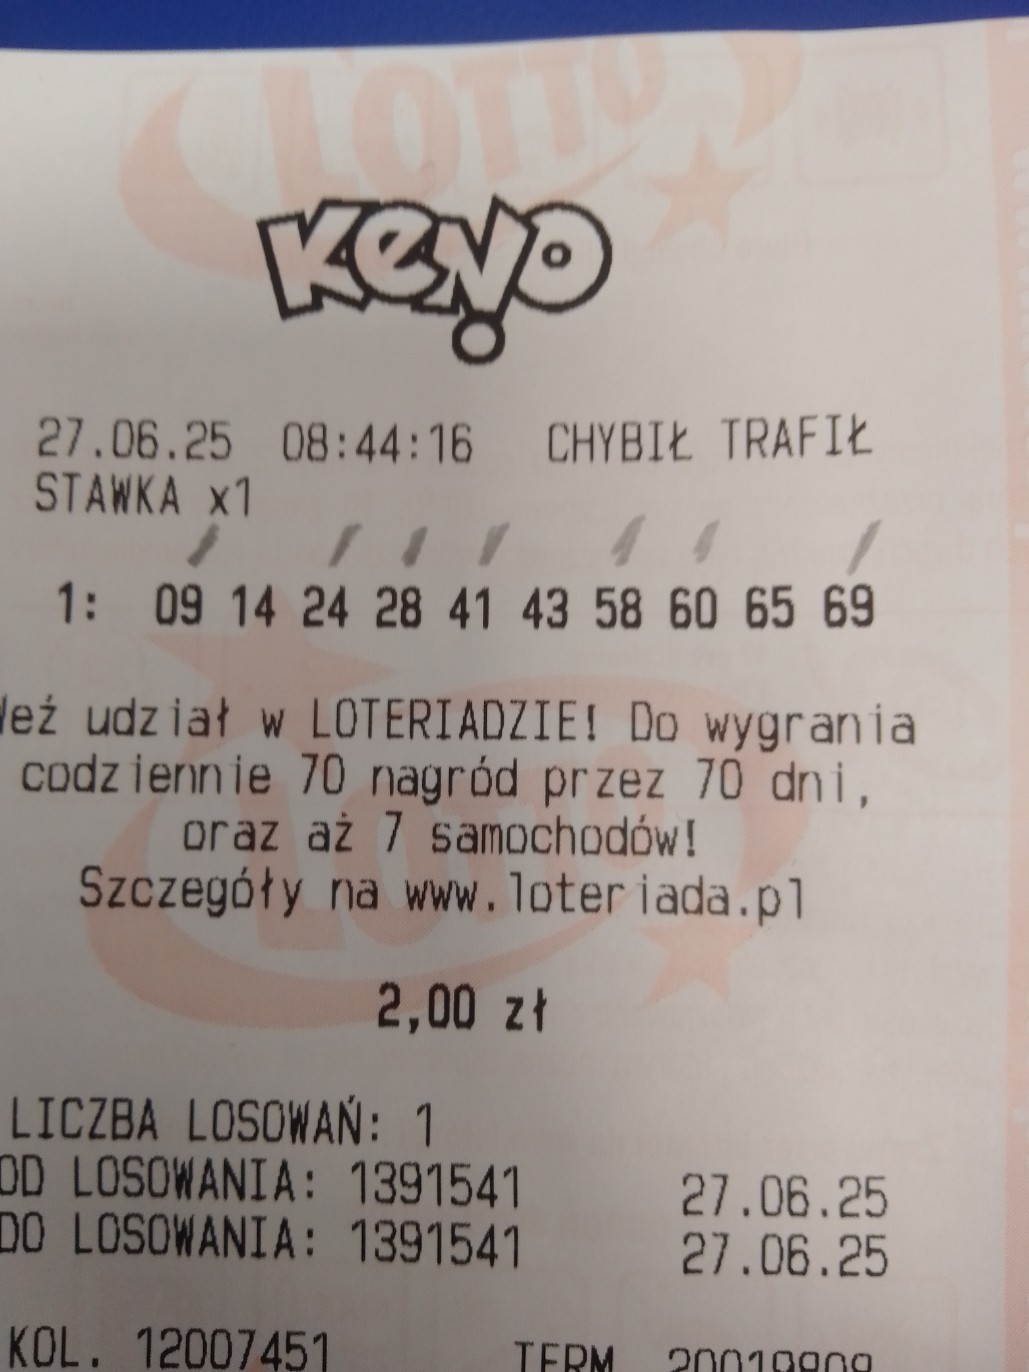 LOTTO
KENO
27.06.25 08:44:16 CHYBIŁ TRAFIŁ
STAWKA x1
1: 09 14 24 28 41 43 58 60 65 69
eź udział w LOTERIADZIE! Do wygrania
codziennie 70 nagród przez 70 dni,
oraz aż 7 samochodów!
Szczegóły na www.loteriada.pl
LOTTO
2,00 zł
LICZBA LOSOWAŃ: 1
OD LOSOWANIA: 1391541 27.06.25
DO LOSOWANIA: 1391541 27.06.25
KOL. 12007451 TERM